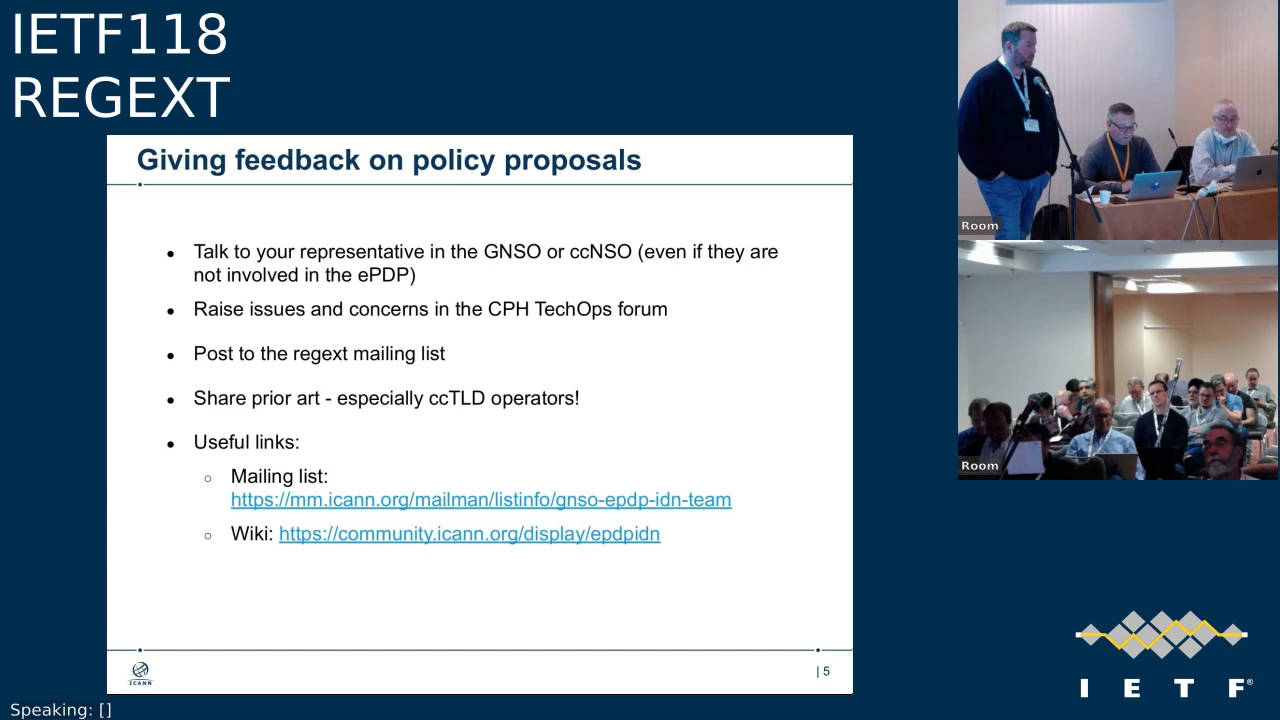 IETF118
REGEXT
Giving feedback on policy proposals
● Talk to your representative in the GNSO or ccNSO (even if they are
not involved in the ePDP)
● Raise issues and concerns in the CPH TechOps forum
● Post to the regext mailing list
● Share prior art - especially ccTLD operators!
● Useful links:
○ Mailing list:
https://mm.icann.org/mailman/listinfo/gnso-epdp-idn-team
○ Wiki: https://community.icann.org/display/epdpidn
ICANN
| 5
Room
Room
I E T F®
Speaking: []